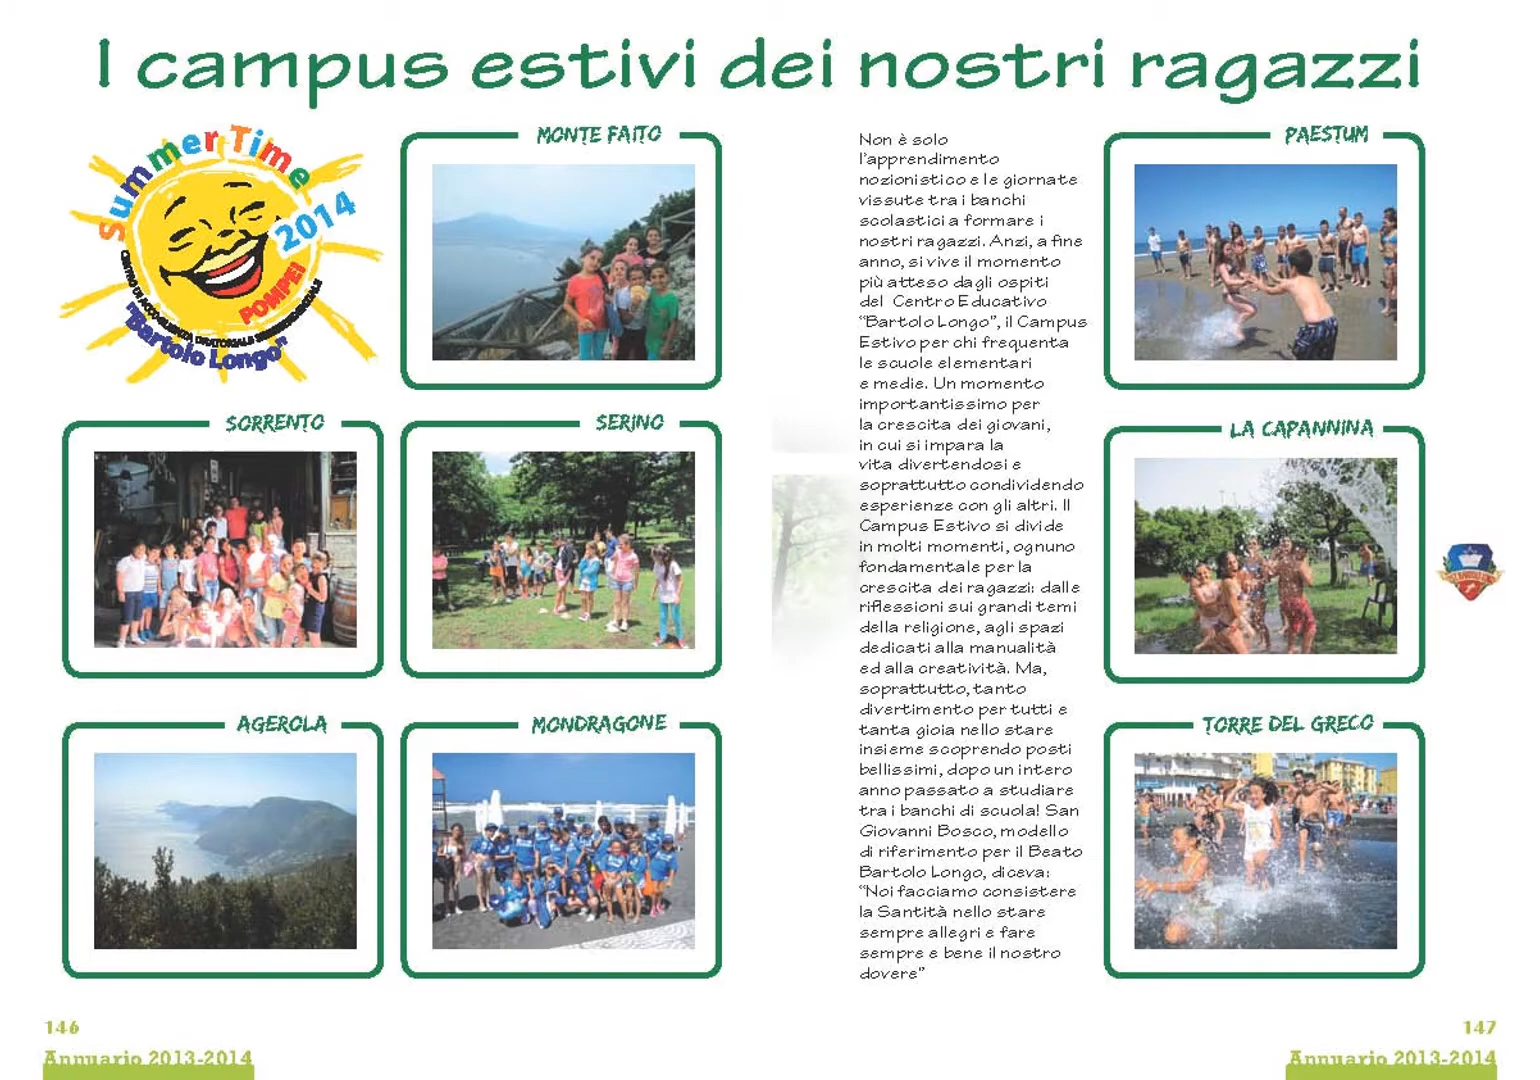 I campus estivi dei nostri ragazzi
Summer Time
2014
POMPEI
"Bartolo Longo"
MONTE FAITO
SORRENTO
SERINO
AGEROLA
MONDRAGONE
Non è solo
l'apprendimento
nozionistico e le giornate
vissute tra i banchi
scolastici a formare i
nostri ragazzi. Anzi, a fine
anno, si vive il momento
più atteso dagli ospiti
del Centro Educativo
"Bartolo Longo", il Campus
Estivo per chi frequenta
le scuole elementari
e medie. Un momento
importantissimo per
la crescita dei giovani,
in cui si impara la
vita divertendosi e
soprattutto condividendo
esperienze con gli altri. Il
Campus Estivo si divide
in molti momenti, ognuno
fondamentale per la
crescita dei ragazzi: dalle
riflessioni sui grandi temi
della religione, agli spazi
dedicati alla manualità
ed alla creatività. Ma,
soprattutto, tanto
divertimento per tutti e
tanta gioia nello stare
insieme scoprendo posti
bellissimi, dopo un intero
anno passato a studiare
tra i banchi di scuola! San
Giovanni Bosco, modello
di riferimento per il Beato
Bartolo Longo, diceva:
"Noi facciamo consistere
la Santità nello stare
sempre allegri e fare
sempre e bene il nostro
dovere"
PAESTUM
LA CAPANNINA
TORRE DEL GRECO
146
Annuario 2013-2014
147
Annuario 2013-2014